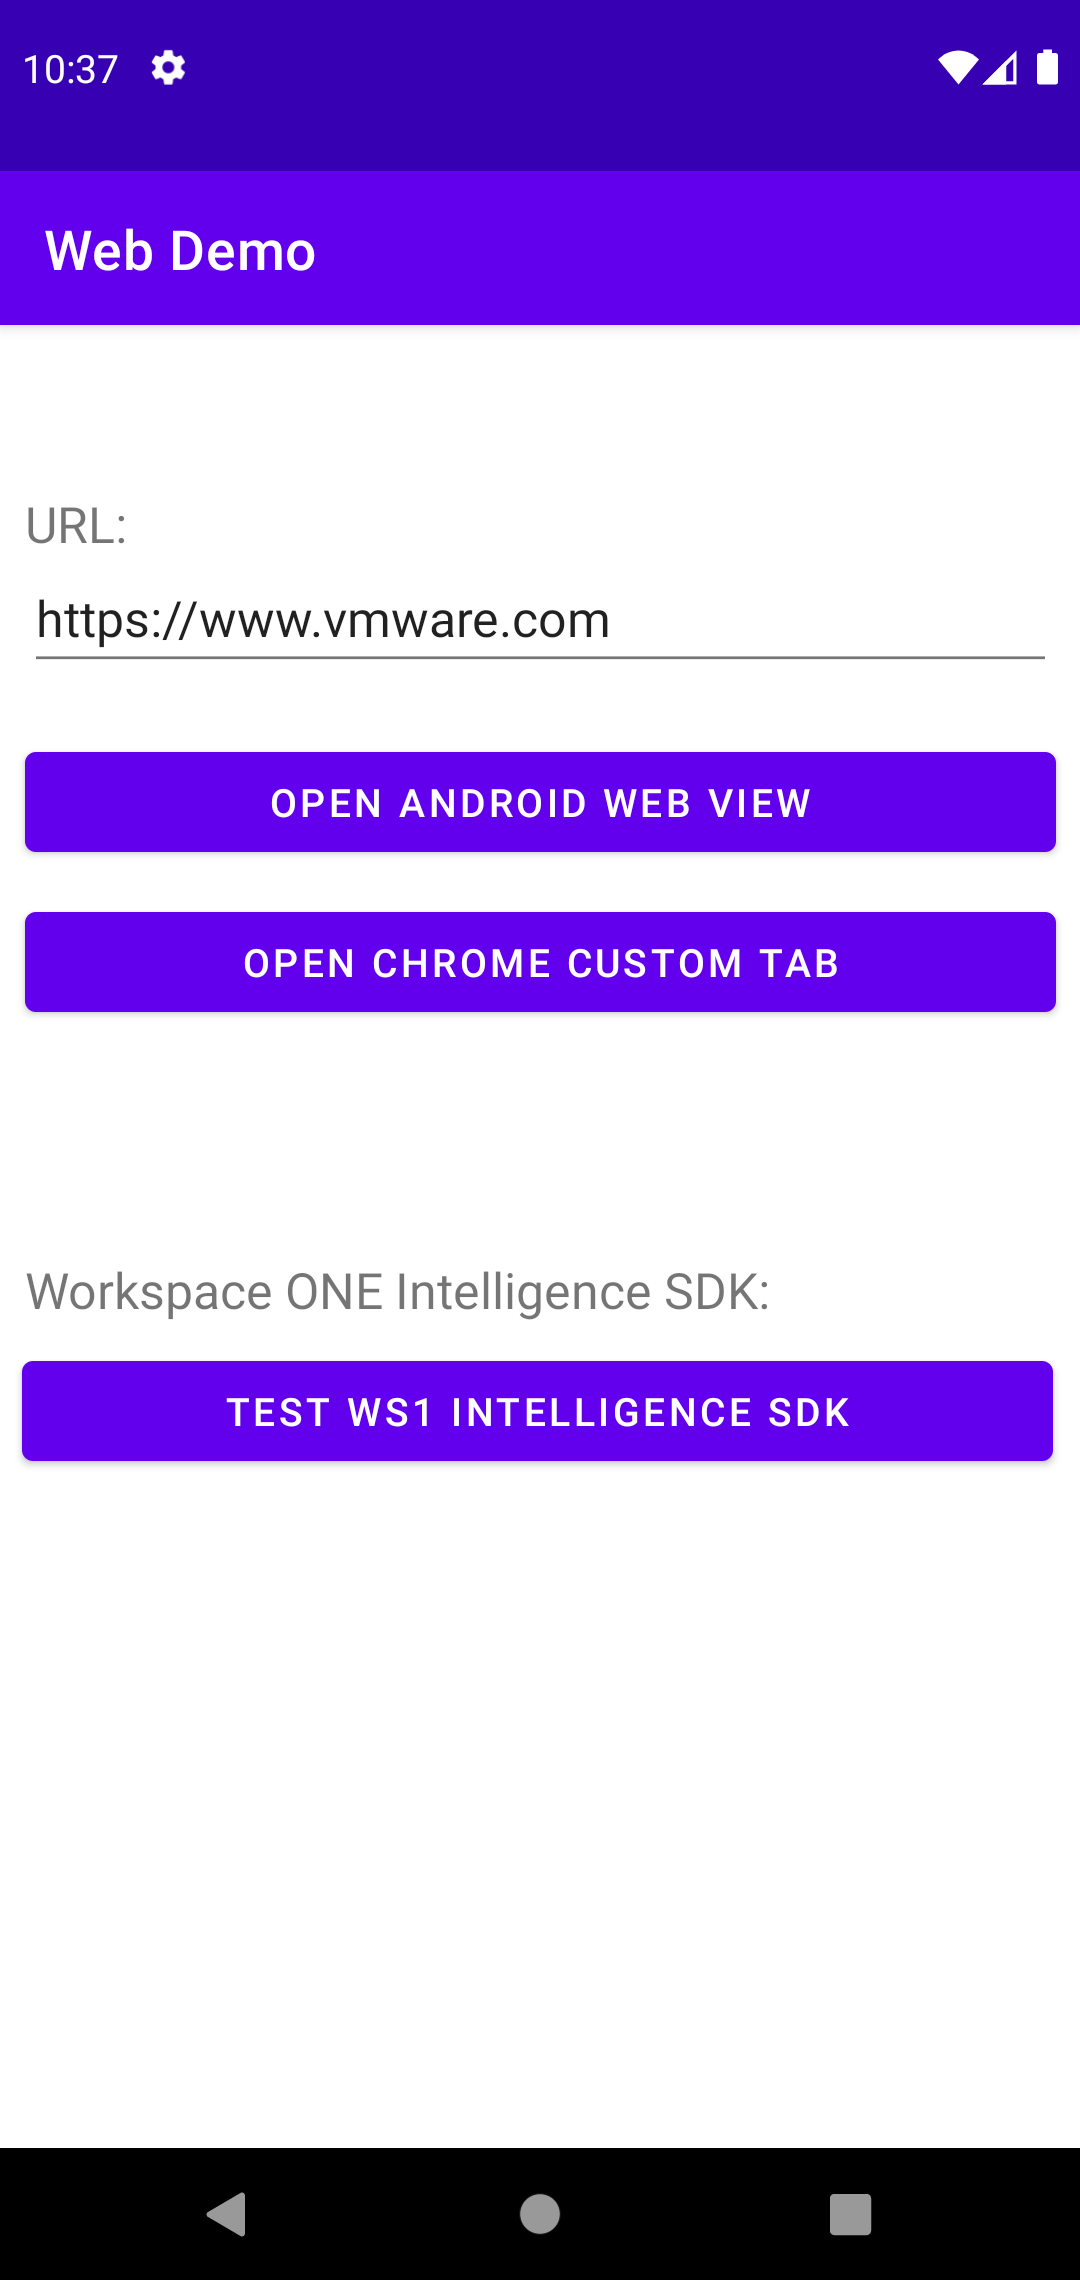 10:37
Web Demo
URL:
https://www.vmware.com
OPEN ANDROID WEB VIEW
OPEN CHROME CUSTOM TAB
Workspace ONE Intelligence SDK:
TEST WS1 INTELLIGENCE SDK